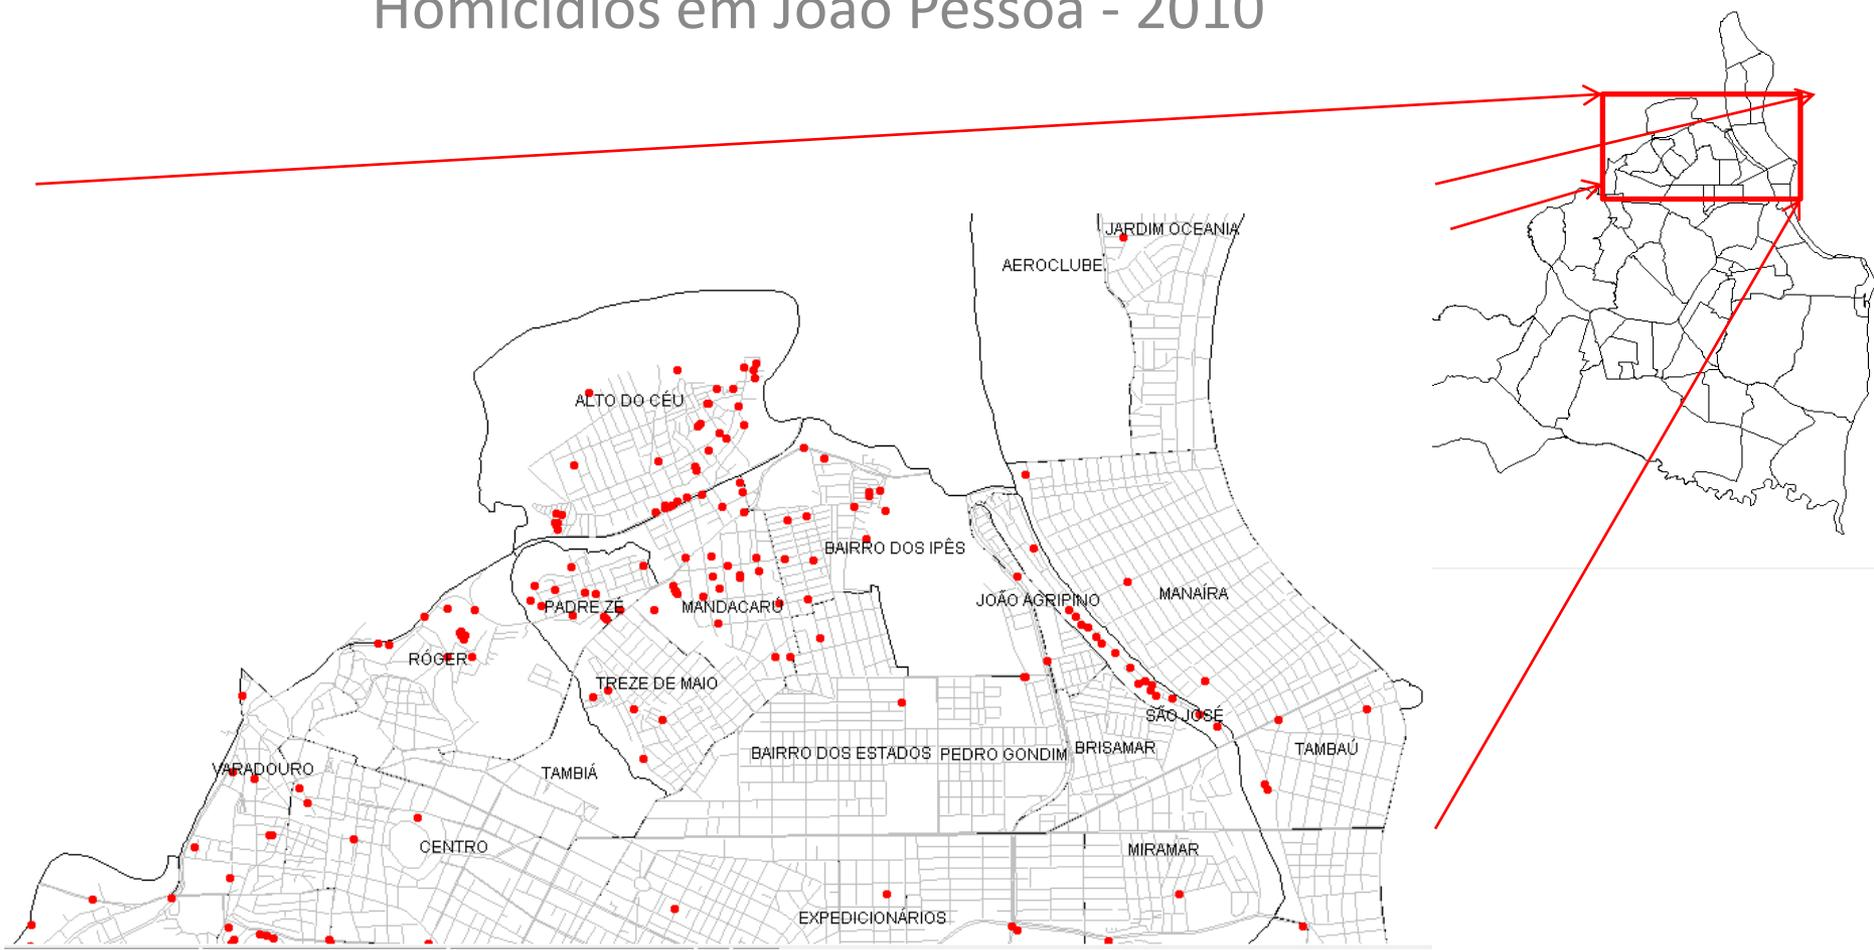 Homicídios em João Pessoa - 2010
JARDIM OCEANIA
AEROCLUBE
ALTO DO CÉU
BAIRRO DOS IPÊS
MANAÍRA
JOÃO AGRIPINO
PADRE ZÉ
MANDACARÚ
RÓGER
TREZE DE MAIO
SÃO JOSÉ
BAIRRO DOS ESTADOS
PEDRO GONDIM
BRISAMAR
TAMBAÚ
VARADOURO
TAMBIÁ
CENTRO
MIRAMAR
EXPEDICIONÁRIOS